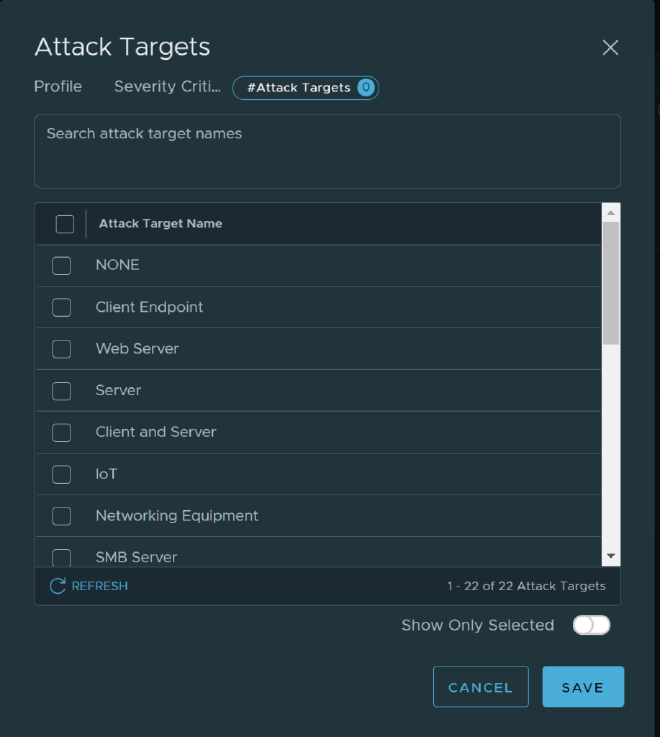 Attack Targets
Profile Severity Criti... #Attack Targets 0
Search attack target names
Attack Target Name
NONE
Client Endpoint
Web Server
Server
Client and Server
IoT
Networking Equipment
SMB Server
REFRESH 1 - 22 of 22 Attack Targets
Show Only Selected
CANCEL SAVE